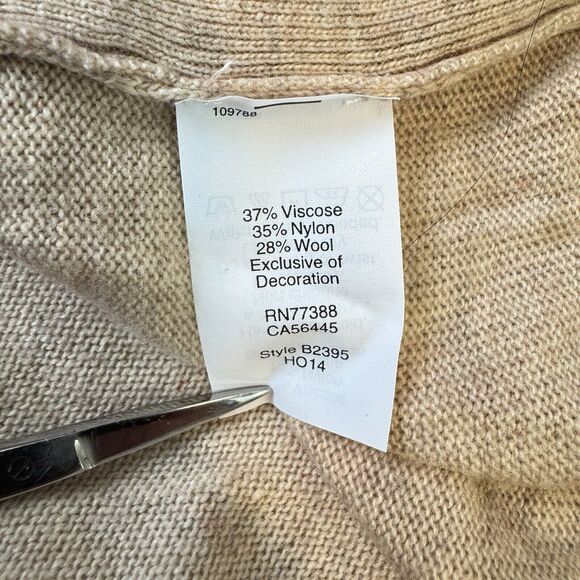 109788
37% Viscose
35% Nylon
28% Wool
Exclusive of
Decoration
RN77388
CA56445
Style B2395
HO14